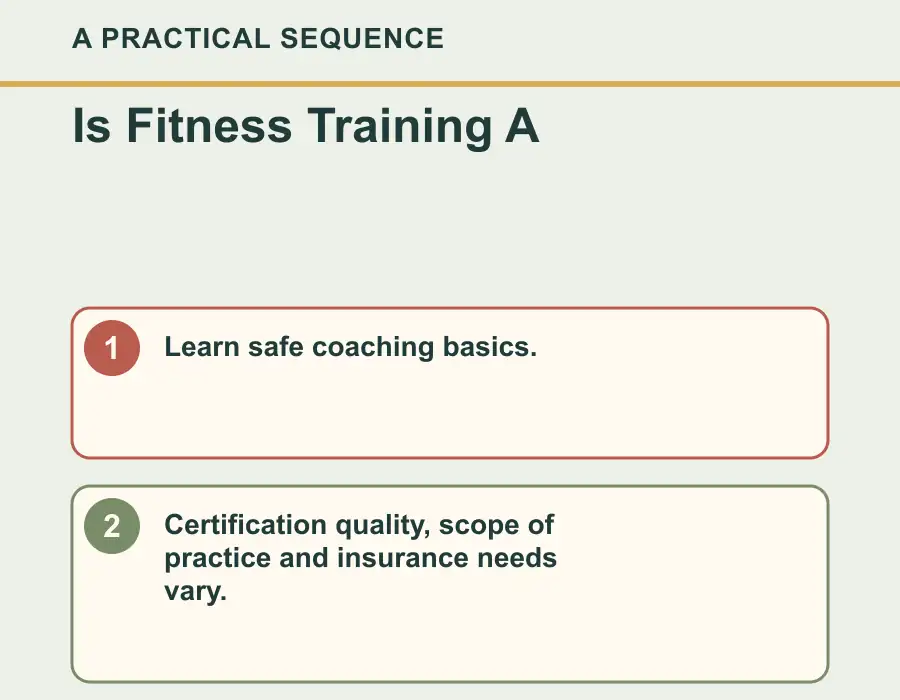 A PRACTICAL SEQUENCE
Is Fitness Training A
1
Learn safe coaching basics.
2
Certification quality, scope of
practice and insurance needs
vary.